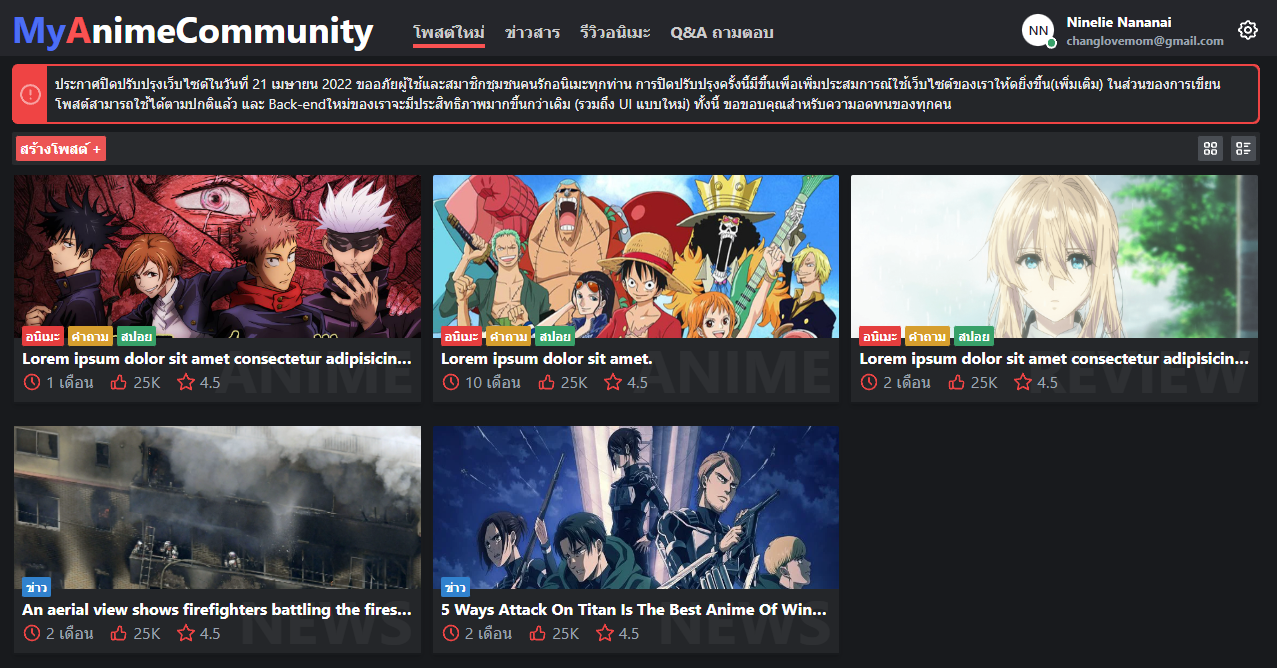 MyAnimeCommunity
โพสต์ใหม่ ข่าวสาร รีวิวอนิเมะ Q&A ถามตอบ
NN
Ninelie Nananai
changlovemom@gmail.com
ประกาศปิดปรับปรุงเว็บไซต์ในวันที่ 21 เมษายน 2022 ขออภัยผู้ใช้และสมาชิกชุมชนคนรักอนิเมะทุกท่าน การปิดปรับปรุงครั้งนี้มีขึ้นเพื่อเพิ่มประสบการณ์ใช้เว็บไซต์ของเราให้ดียิ่งขึ้น(เพิ่มเติม) ในส่วนของการเขียน
โพสต์สามารถใช้ได้ตามปกติแล้ว และ Back-endใหม่ของเราจะมีประสิทธิภาพมากขึ้นกว่าเดิม (รวมถึง UI แบบใหม่) ทั้งนี้ ขอขอบคุณสำหรับความอดทนของทุกคน
สร้างโพสต์ +
อนิเมะ คำถาม สปอย
Lorem ipsum dolor sit amet consectetur adipisicin...
1 เดือน 25K 4.5
ANIME
อนิเมะ คำถาม สปอย
Lorem ipsum dolor sit amet.
10 เดือน 25K 4.5
ANIME
อนิเมะ คำถาม สปอย
Lorem ipsum dolor sit amet consectetur adipisicin...
2 เดือน 25K 4.5
REVIEW
ข่าว
An aerial view shows firefighters battling the fires...
2 เดือน 25K 4.5
NEWS
ข่าว
5 Ways Attack On Titan Is The Best Anime Of Win...
2 เดือน 25K 4.5
NEWS